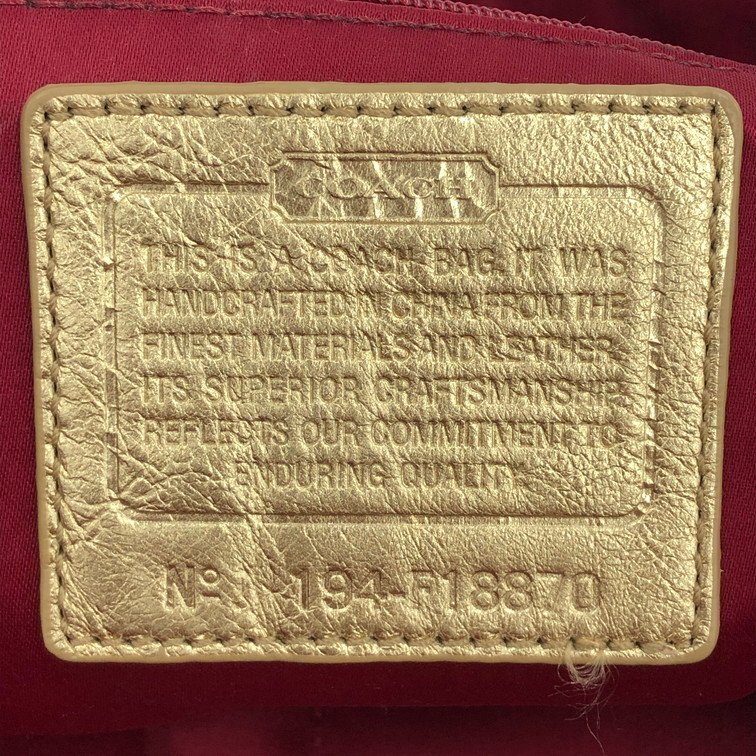 COACH
THIS IS A COACH BAG. IT WAS
HANDCRAFTED IN CHINA FROM THE
FINEST MATERIALS AND LEATHER.
ITS SUPERIOR CRAFTSMANSHIP
REFLECTS OUR COMMITMENT TO
ENDURING QUALITY.
No 1194-F18870